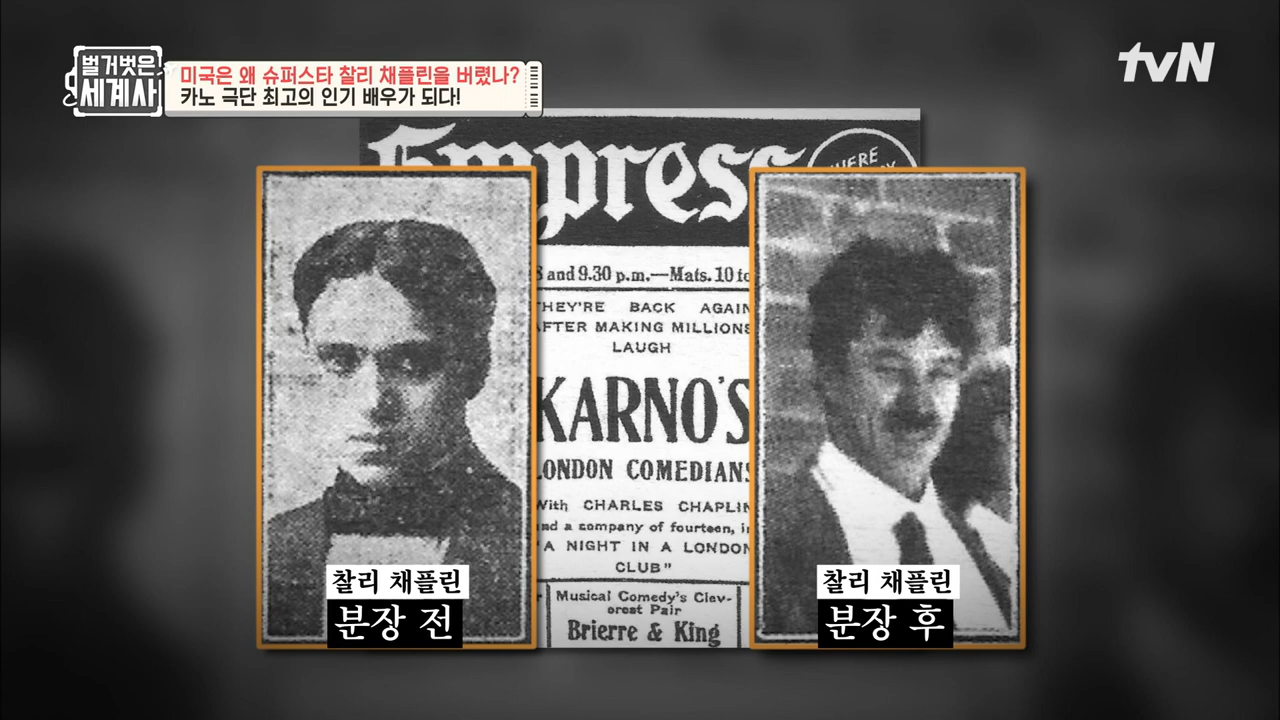 벌거벗은
세계사
미국은 왜 슈퍼스타 찰리 채플린을 버렸나?
카노 극단 최고의 인기 배우가 되다!
tvN
Empress
WHERE
8 and 9.30 p.m.—Mats. 10 to
THEY'RE BACK AGAIN
AFTER MAKING MILLIONS
LAUGH
KARNO'S
LONDON COMEDIANS
With CHARLES CHAPLIN
and a company of fourteen, in
"A NIGHT IN A LONDON
CLUB"
Musical Comedy's Clev-
erest Pair
Brierre & King
찰리 채플린
분장 전
찰리 채플린
분장 후